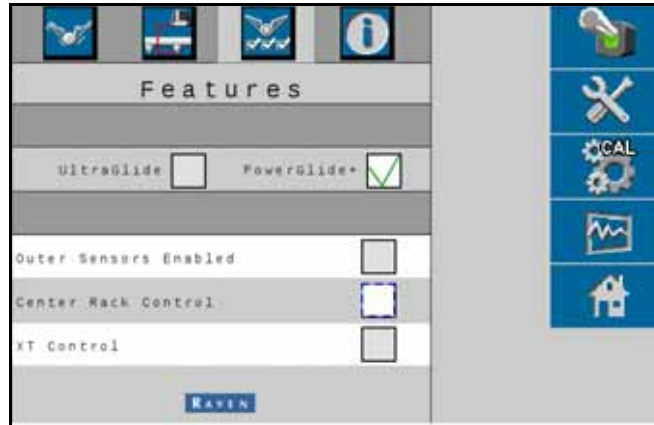 Features
UltraGlide PowerGlide+
Outer Sensors Enabled
Center Rack Control
XT Control
RAVEN
CAL